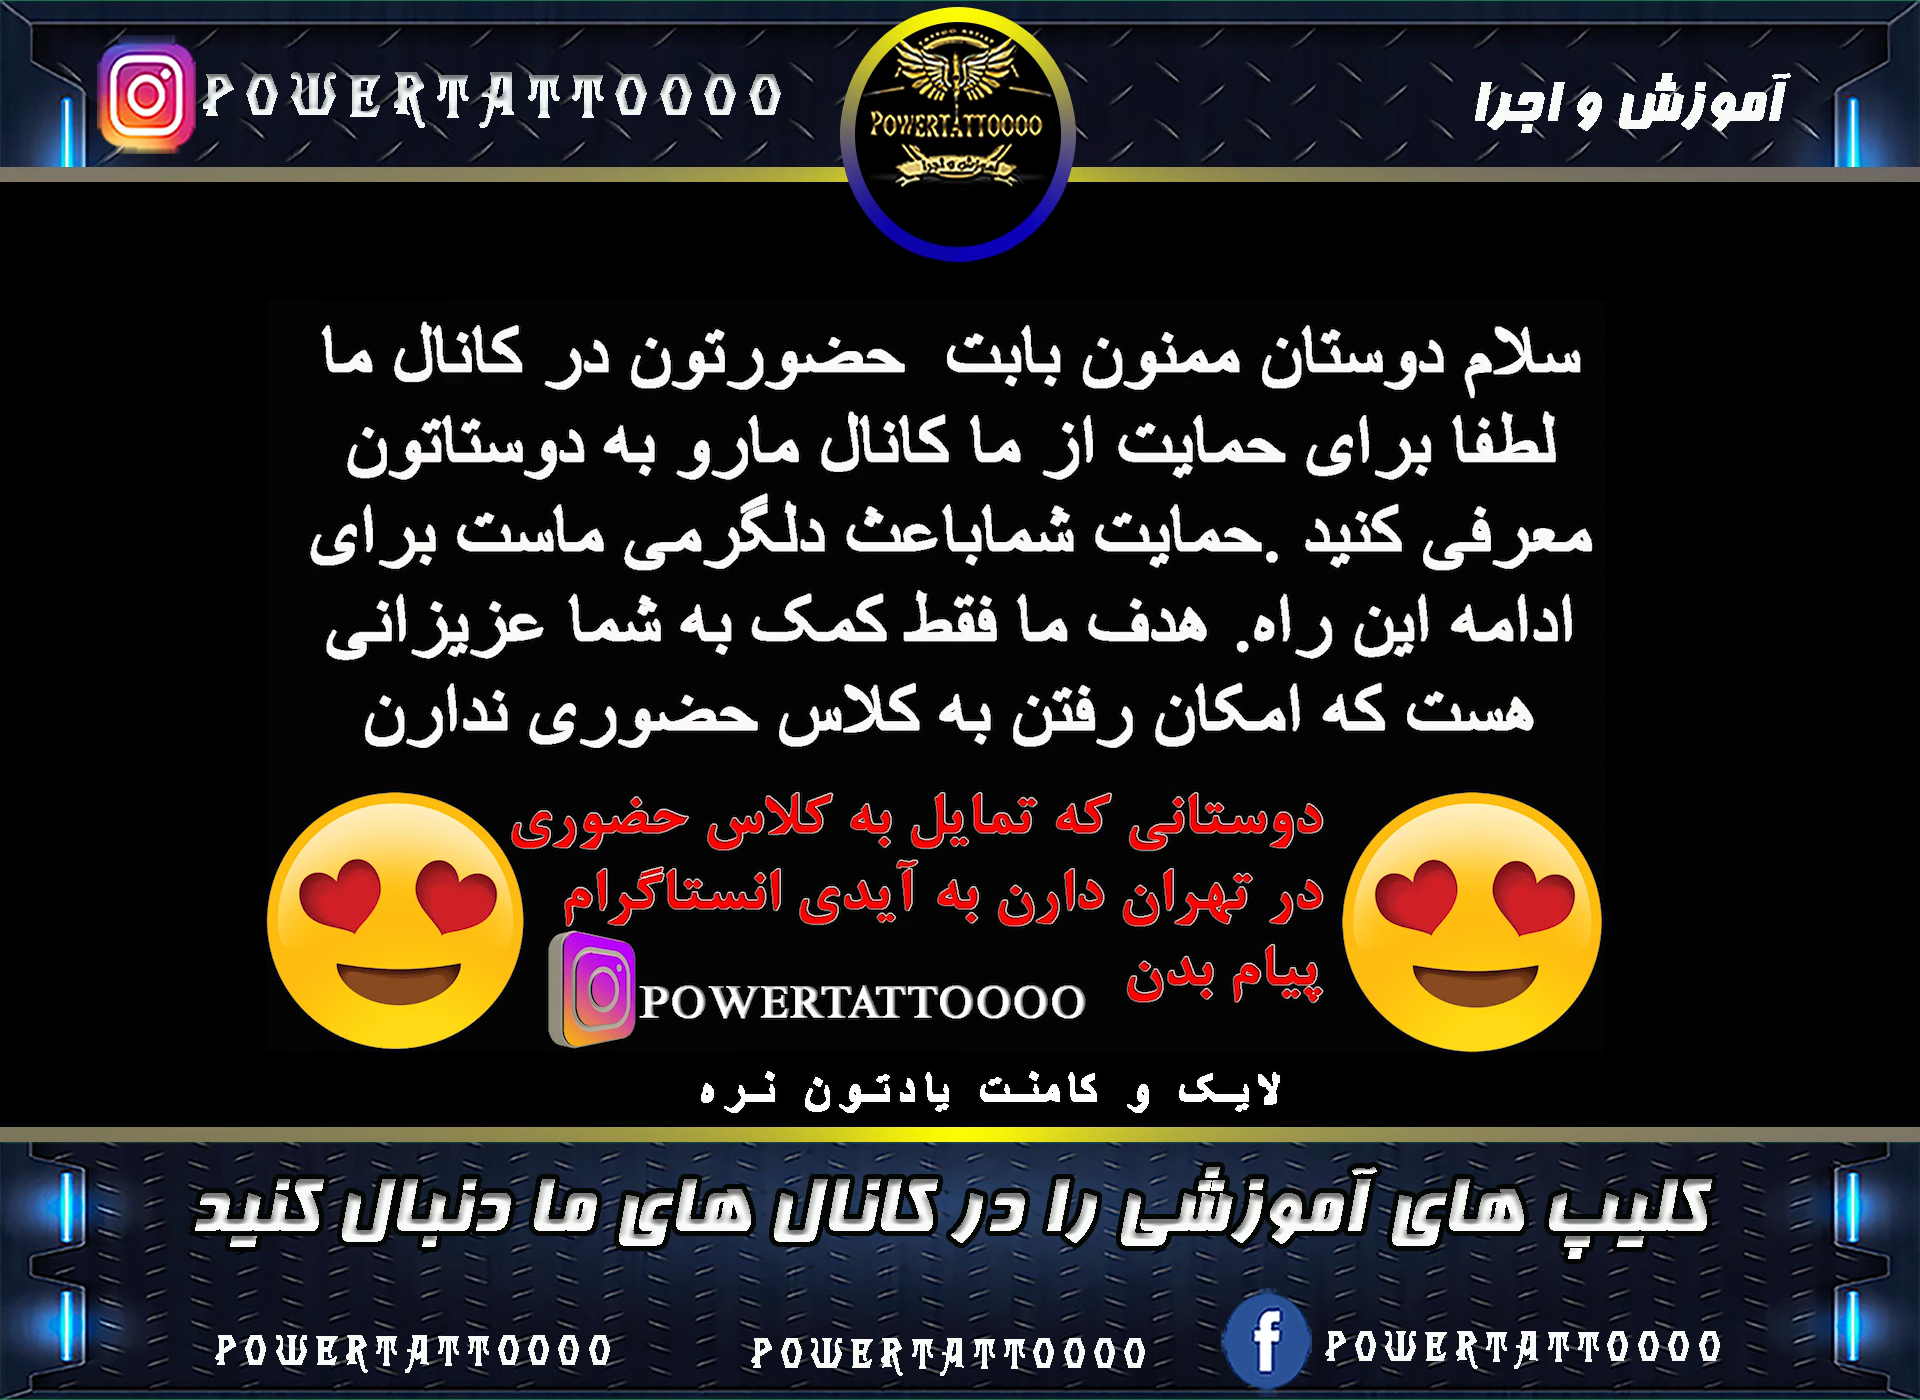 POWERTATTOOOO
TATTOO ARTIST
POWERTATTOOOO
آموزش و اجرا
آموزش و اجرا
سلام دوستان ممنون بابت حضورتون در کانال ما
لطفا برای حمایت از ما کانال مارو به دوستاتون
معرفی کنید .حمایت شماباعث دلگرمی ماست برای
ادامه این راه. هدف ما فقط کمک به شما عزیزانی
هست که امکان رفتن به کلاس حضوری ندارن
دوستانی که تمایل به کلاس حضوری
در تهران دارن به آیدی انستاگرام
پیام بدن
POWERTATTOOOO
لایک و کامنت یادتون نره
کلیپ های آموزشی را در کانال های ما دنبال کنید
POWERTATTOOOO
POWERTATTOOOO
POWERTATTOOOO